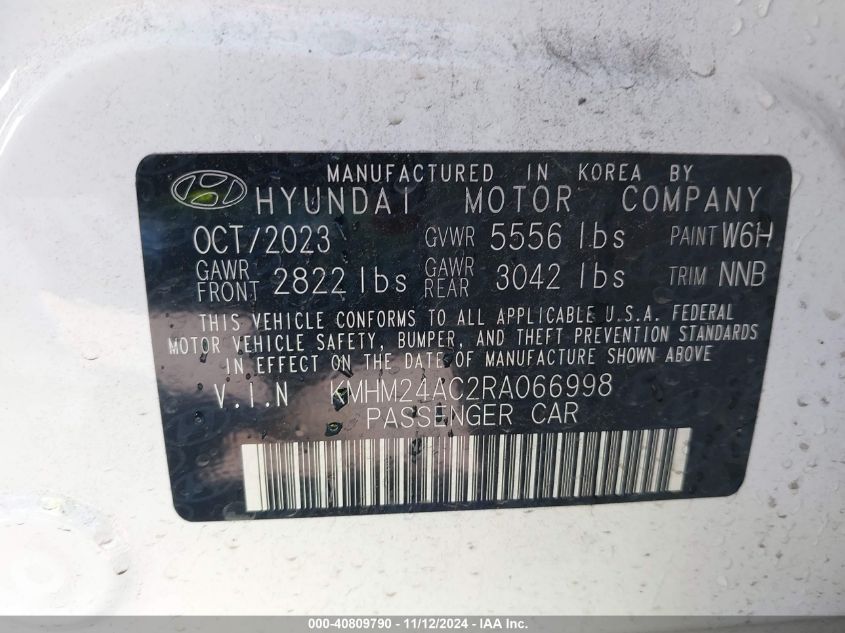 MANUFACTURED IN KOREA BY
HYUNDAI MOTOR COMPANY
OCT/2023 GVWR 5556 lbs PAINT W6H
GAWR FRONT 2822 lbs GAWR REAR 3042 lbs TRIM NNB
THIS VEHICLE CONFORMS TO ALL APPLICABLE U.S.A. FEDERAL
MOTOR VEHICLE SAFETY, BUMPER, AND THEFT PREVENTION STANDARDS
IN EFFECT ON THE DATE OF MANUFACTURE SHOWN ABOVE
V.I.N KMHM24AC2RA066998
PASSENGER CAR
000-40809790 - 11/12/2024 - IAA Inc.